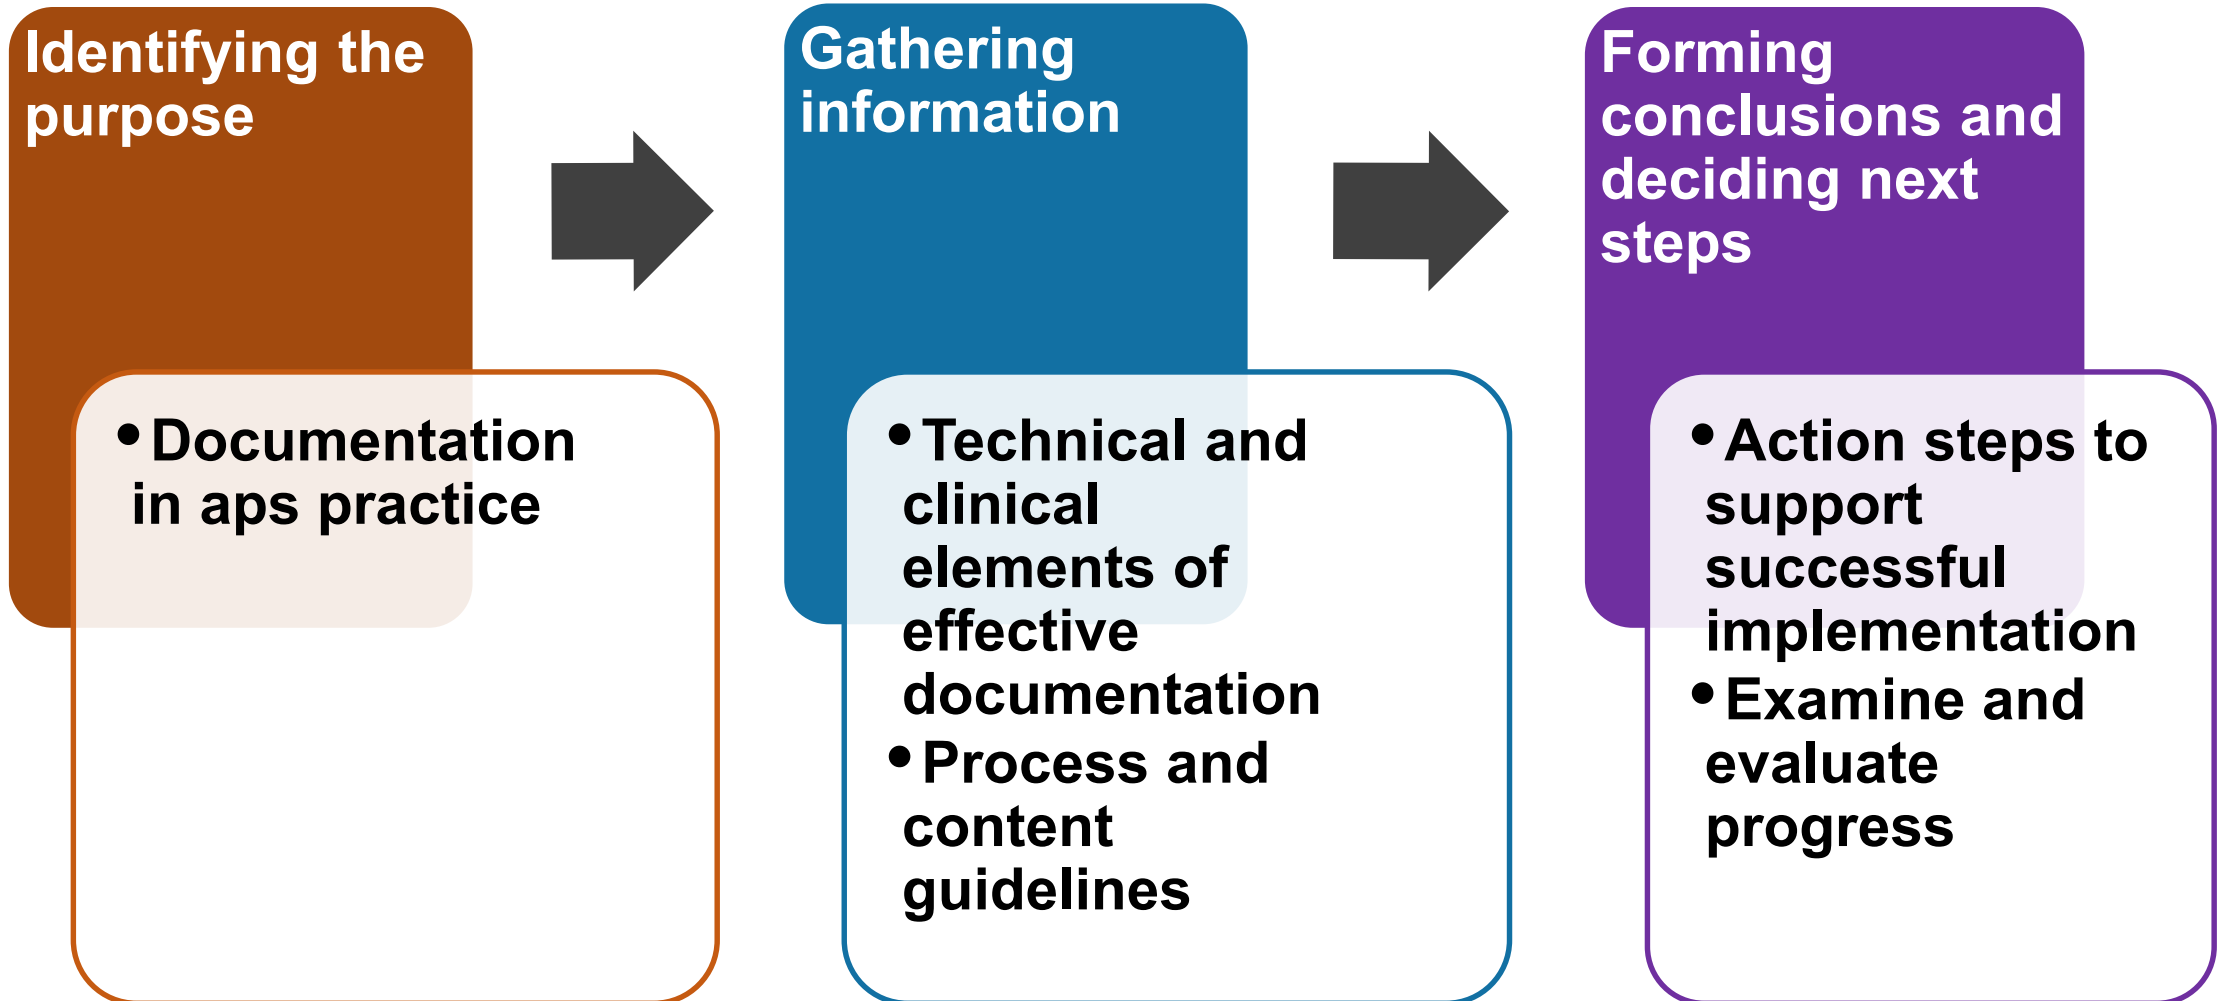 Identifying the
purpose
• Documentation
in aps practice
Gathering
information
• Technical and
clinical
elements of
effective
documentation
• Process and
content
guidelines
Forming
conclusions and
deciding next
steps
• Action steps to
support
successful
implementation
• Examine and
evaluate
progress